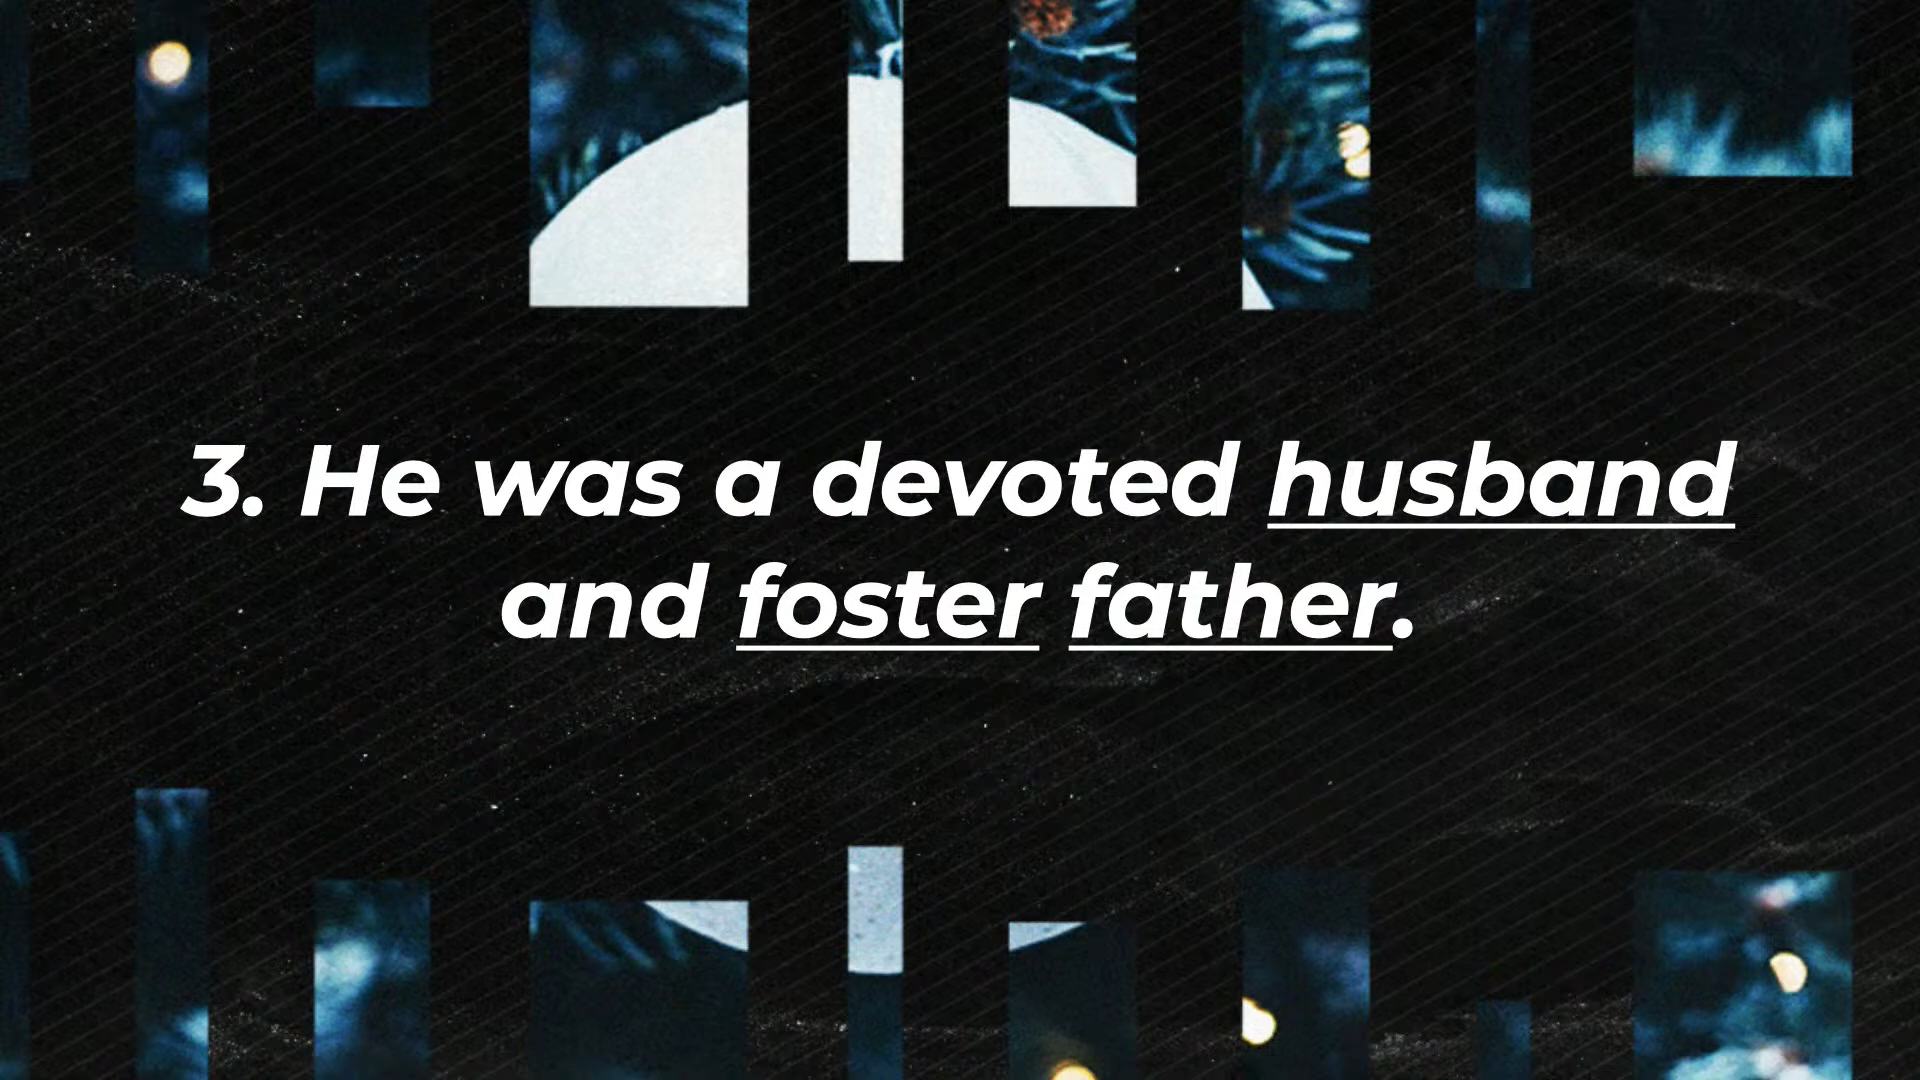 3. He was a devoted husband
and foster father.